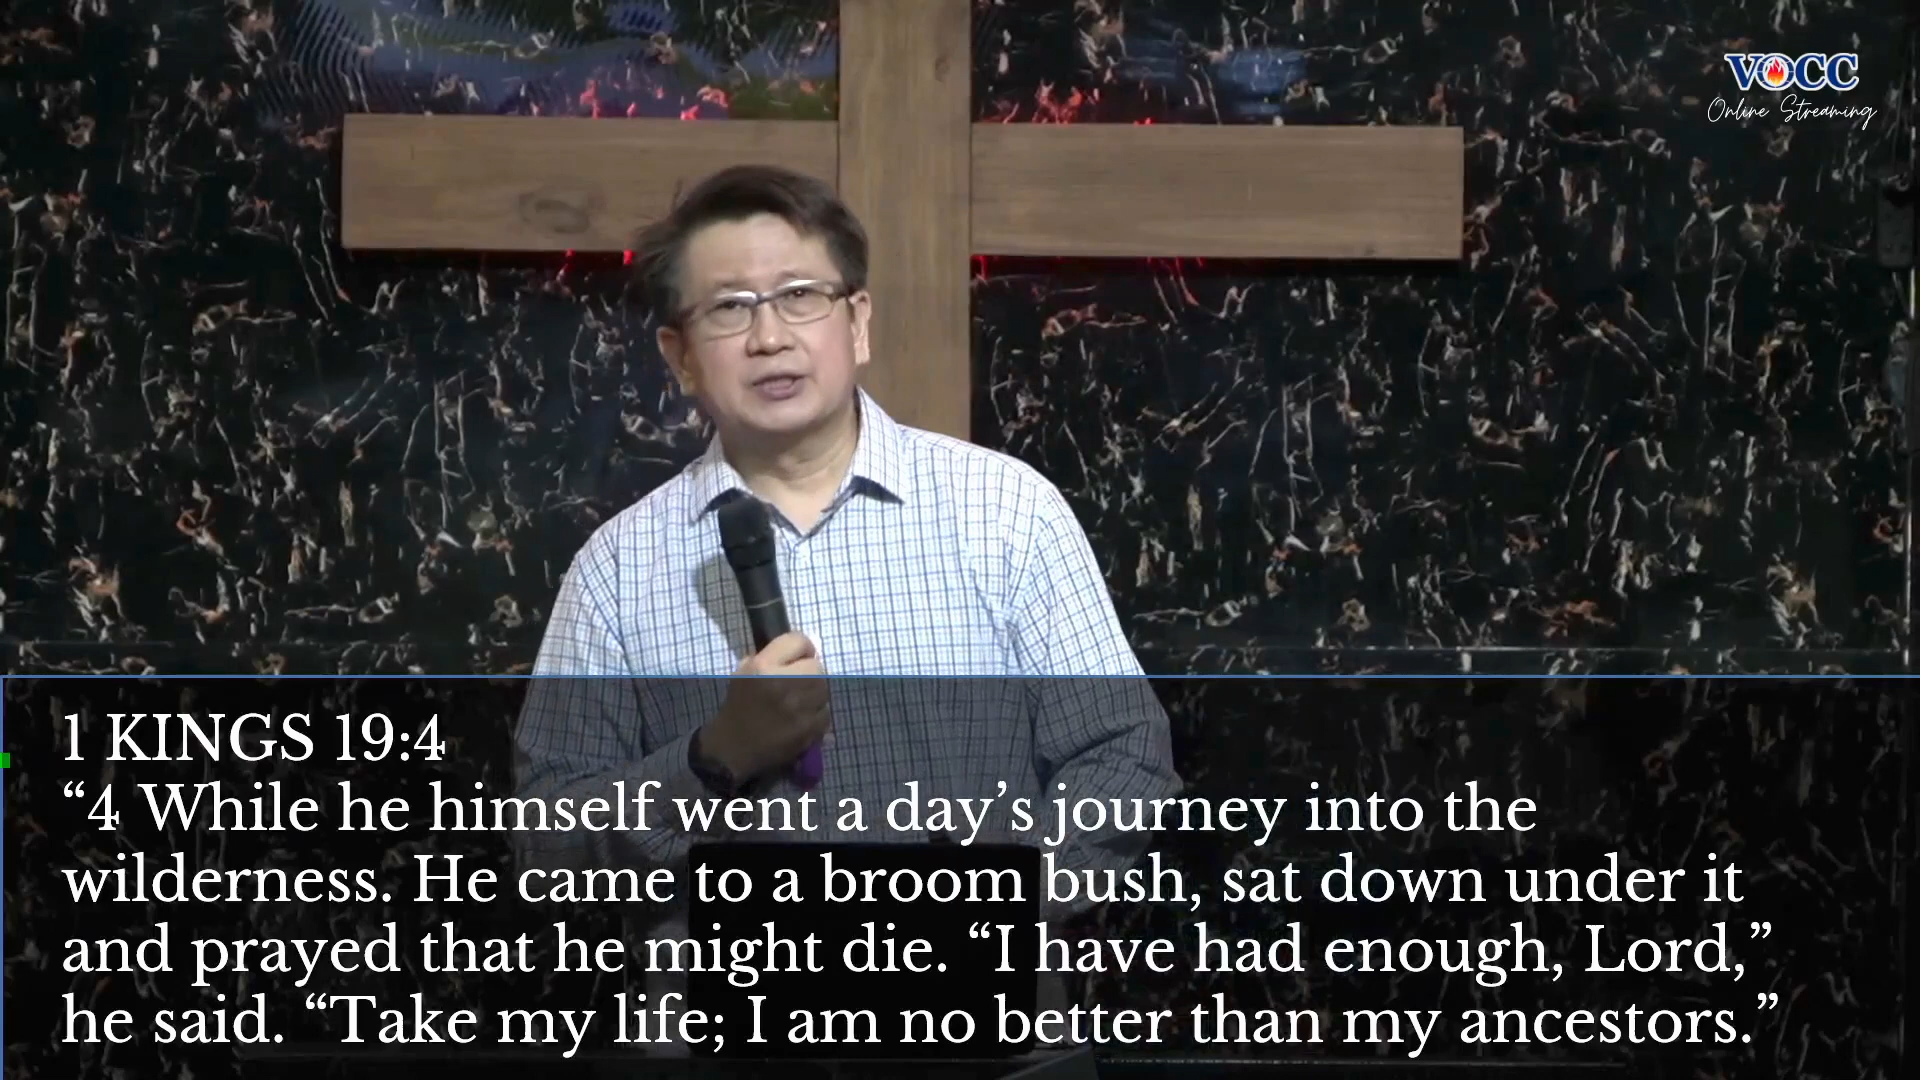 VOCC
Online Streaming
1 KINGS 19:4
“4 While he himself went a day’s journey into the
wilderness. He came to a broom bush, sat down under it
and prayed that he might die. “I have had enough, Lord,”
he said. “Take my life; I am no better than my ancestors.”